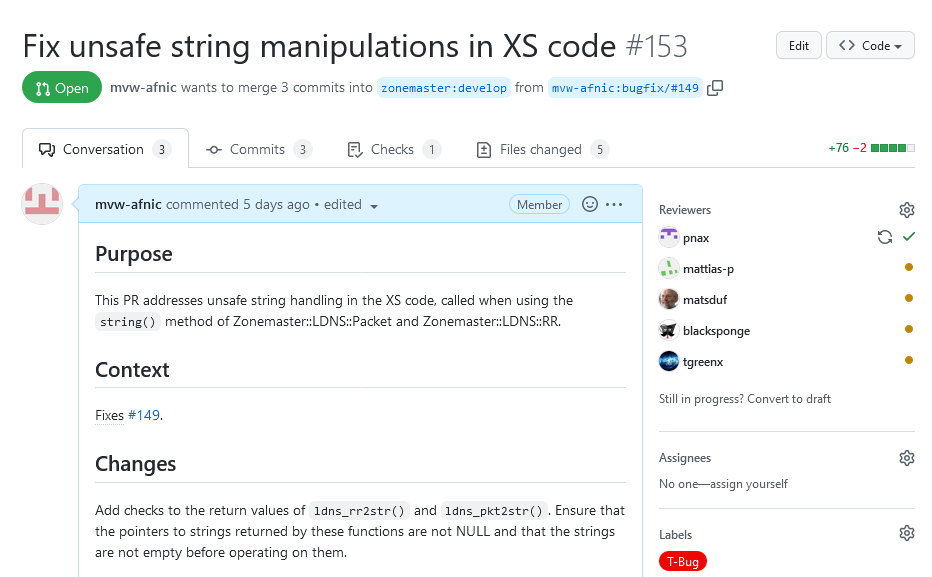 Fix unsafe string manipulations in XS code #153
Edit
Code
Open
mvw-afnic wants to merge 3 commits into zonemaster:develop from mvw-afnic:bugfix/#149
Conversation 3
Commits 3
Checks 1
Files changed 5
+76 −2
mvw-afnic commented 5 days ago • edited
Member
Purpose
This PR addresses unsafe string handling in the XS code, called when using the
string() method of Zonemaster::LDNS::Packet and Zonemaster::LDNS::RR.
Context
Fixes #149.
Changes
Add checks to the return values of ldns_rr2str() and ldns_pkt2str(). Ensure that
the pointers to strings returned by these functions are not NULL and that the strings
are not empty before operating on them.
Reviewers
pnax
mattias-p
matsduf
blacksponge
tgreenx
Still in progress? Convert to draft
Assignees
No one—assign yourself
Labels
T-Bug